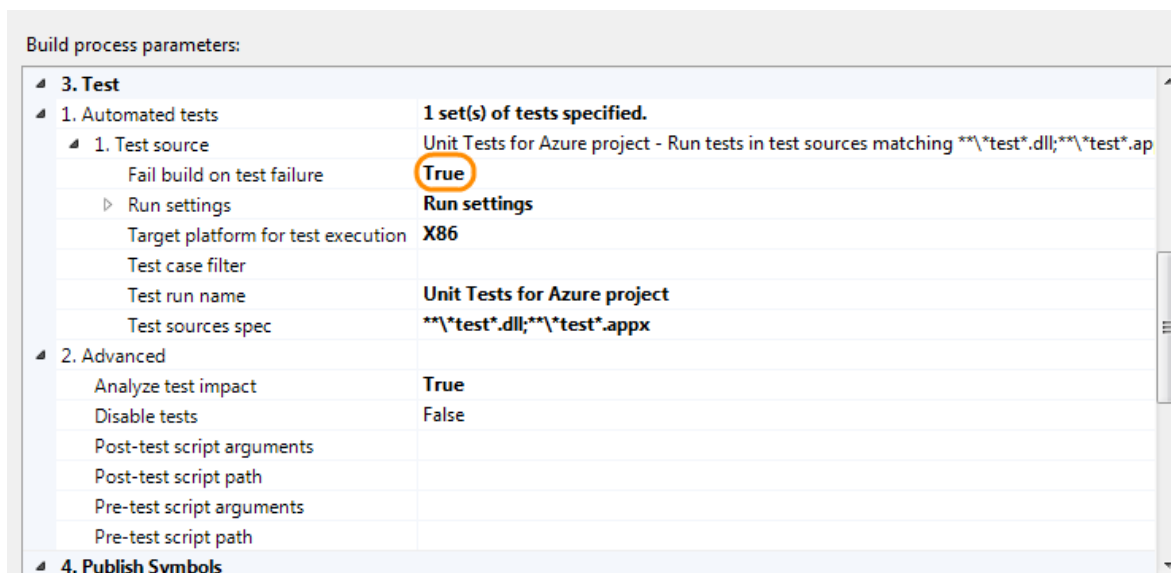 Build process parameters:
3. Test
1. Automated tests 1 set(s) of tests specified.
1. Test source Unit Tests for Azure project - Run tests in test sources matching **\*test*.dll;**\*test*.ap
Fail build on test failure True
Run settings Run settings
Target platform for test execution X86
Test case filter
Test run name Unit Tests for Azure project
Test sources spec **\*test*.dll;**\*test*.appx
2. Advanced
Analyze test impact True
Disable tests False
Post-test script arguments
Post-test script path
Pre-test script arguments
Pre-test script path
4. Publish Symbols